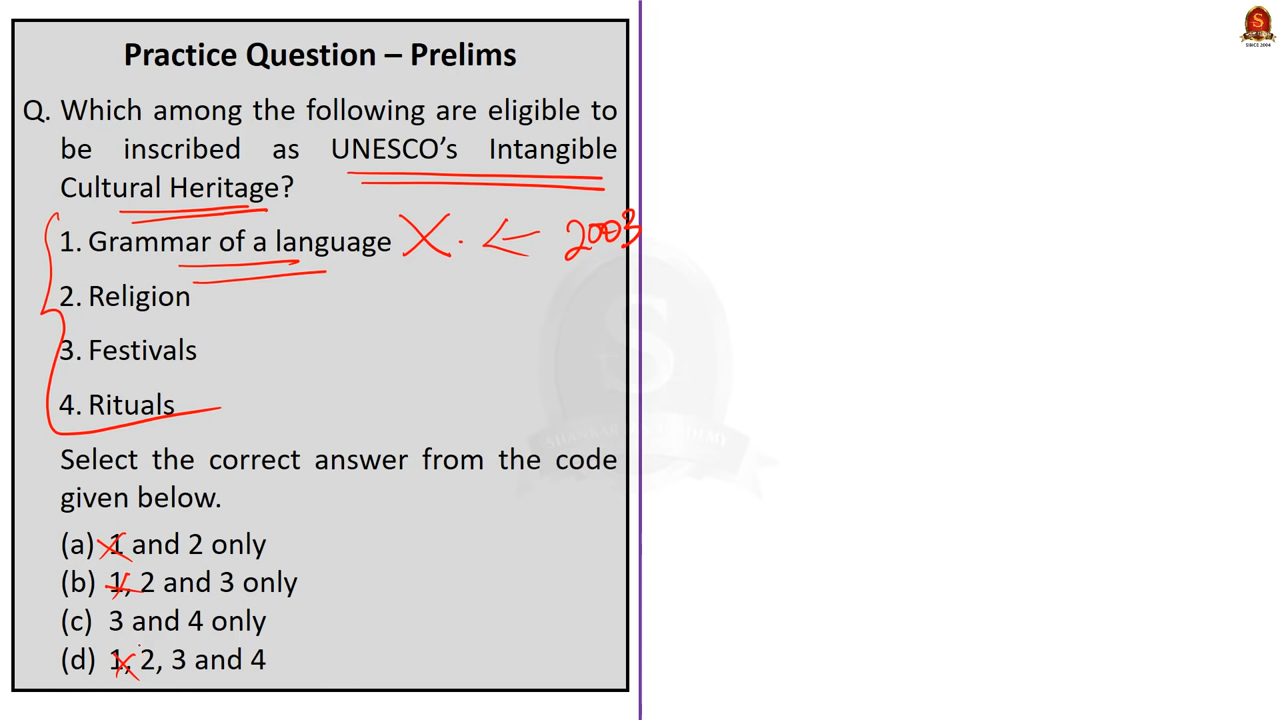 Practice Question – Prelims
Q. Which among the following are eligible to
be inscribed as UNESCO's Intangible
Cultural Heritage?
1. Grammar of a language X. ← 2003
2. Religion
3. Festivals
4. Rituals
Select the correct answer from the code
given below.
(a) 1 and 2 only
(b) 1, 2 and 3 only
(c) 3 and 4 only
(d) 1, 2, 3 and 4
S
SINCE 2004